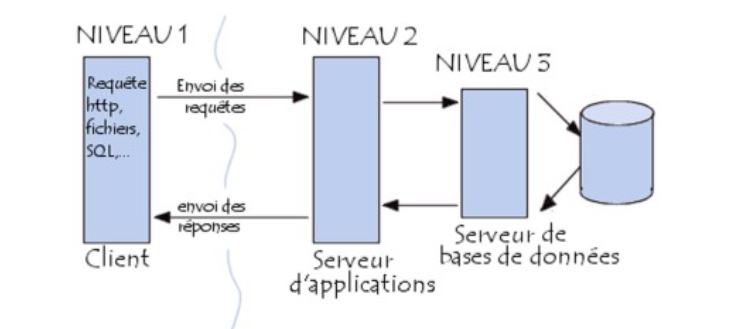 NIVEAU 1
NIVEAU 2
NIVEAU 3
Requête
http,
fichiers,
SQL,...
Envoi des
requêtes
envoi des
réponses
Client
Serveur
d'applications
Serveur de
bases de données